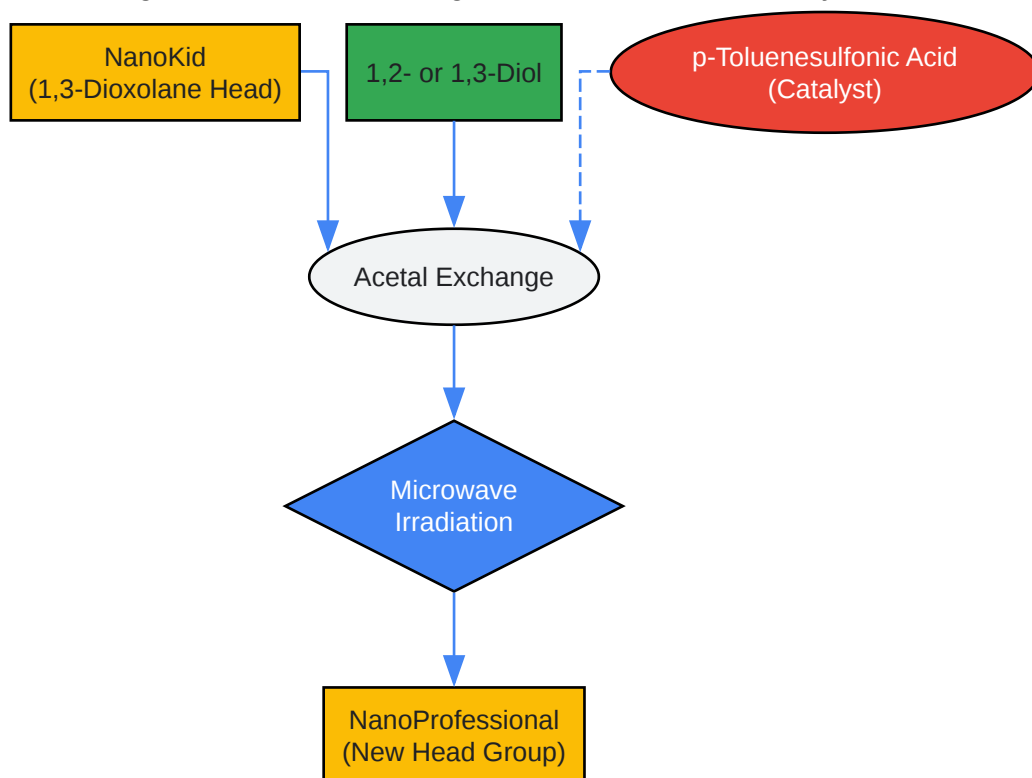 NanoKid
(1,3-Dioxolane Head)
1,2- or 1,3-Diol
p-Toluenesulfonic Acid
(Catalyst)
Acetal Exchange
Microwave
Irradiation
NanoProfessional
(New Head Group)